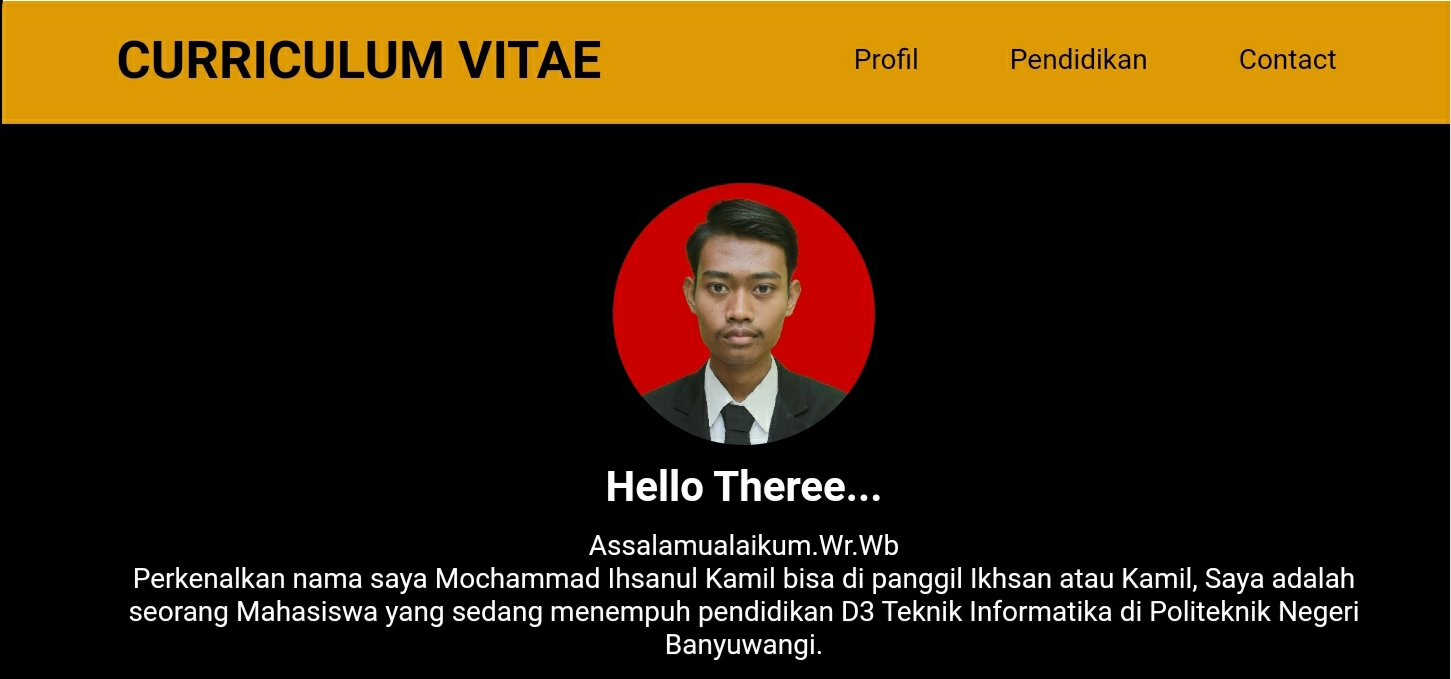 CURRICULUM VITAE
Profil Pendidikan Contact
Hello Theree...
Assalamualaikum.Wr.Wb
Perkenalkan nama saya Mochammad Ihsanul Kamil bisa di panggil Ikhsan atau Kamil, Saya adalah
seorang Mahasiswa yang sedang menempuh pendidikan D3 Teknik Informatika di Politeknik Negeri
Banyuwangi.